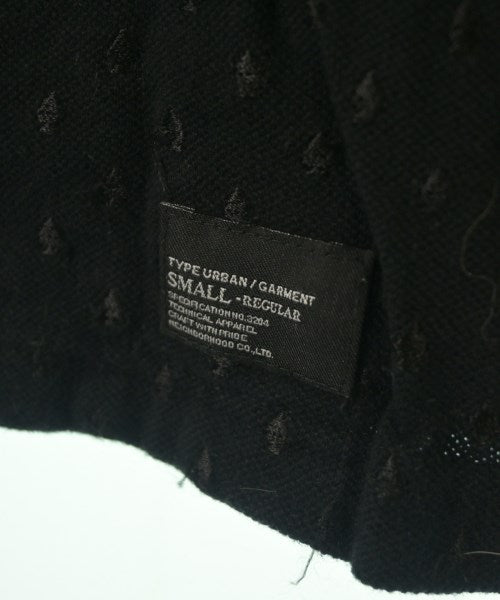 TYPE URBAN / GARMENT
SMALL - REGULAR
SPECIFICATION NO.3204
TECHNICAL APPAREL
CRAFT WITH PRIDE
NEIGHBORHOOD CO., LTD.